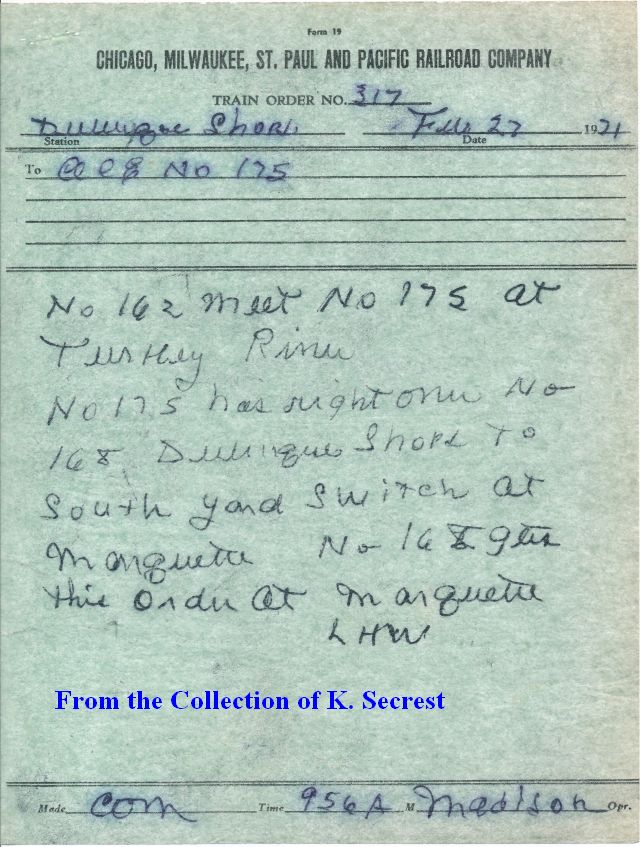 Form 19
CHICAGO, MILWAUKEE, ST. PAUL AND PACIFIC RAILROAD COMPANY
TRAIN ORDER NO. 317
Dubuque Shops Feb 27 1971
Station Date
To C&E No 175
No 162 meet No 175 at
Turkey River
No 175 has right over No
168 Dubuque Shops to
South Yard Switch at
Marquette No 168 gets
this order at Marquette
LHW
From the Collection of K. Secrest
Made Com Time 956A M Madison Opr.